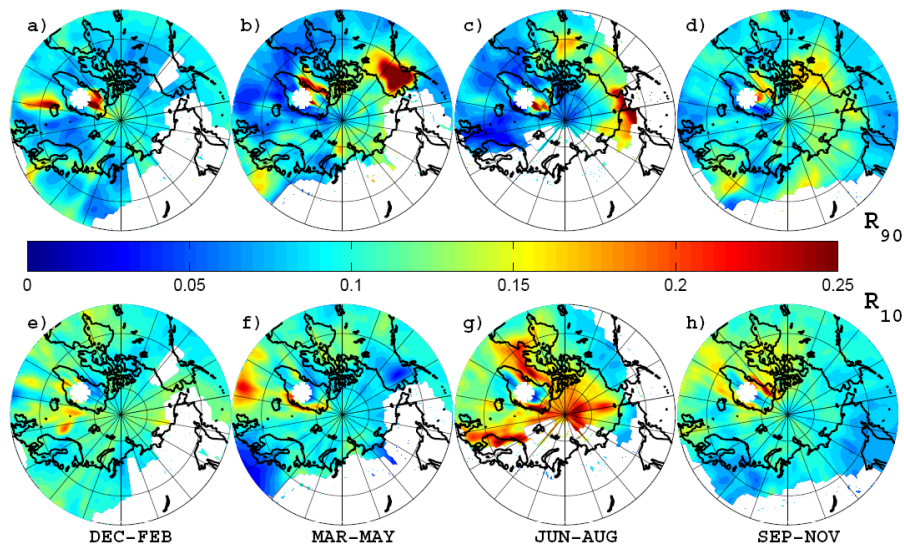 a) b) c) d)
R90
0 0.05 0.1 0.15 0.2 0.25
R10
e) f) g) h)
DEC-FEB MAR-MAY JUN-AUG SEP-NOV